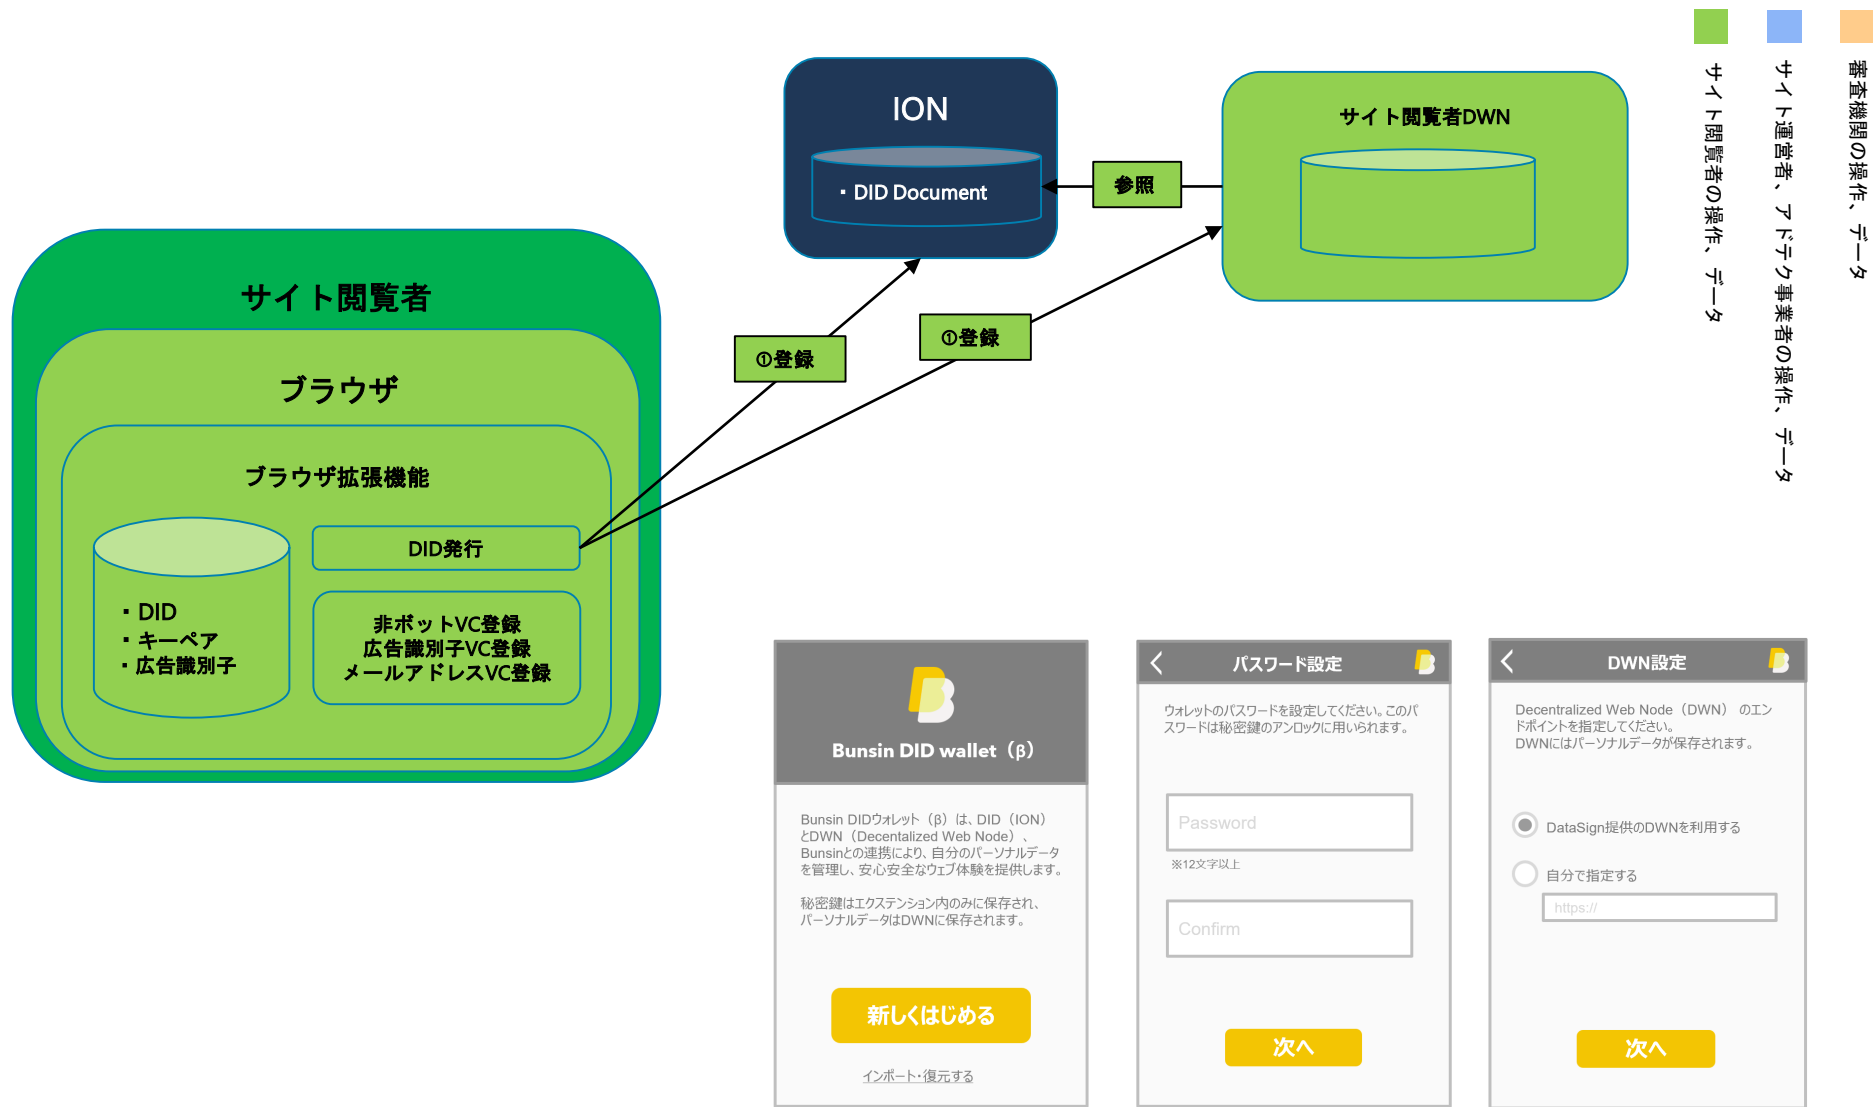 審査機関の操作、データ
サイト運営者、アドテク事業者の操作、データ
サイト閲覧者の操作、データ
ION
・DID Document
参照
サイト閲覧者DWN
①登録
①登録
サイト閲覧者
ブラウザ
ブラウザ拡張機能
・DID
・キーペア
・広告識別子
DID発行
非ボットVC登録
広告識別子VC登録
メールアドレスVC登録
Bunsin DID wallet（β）
Bunsin DIDウォレット（β）は、DID（ION）
とDWN（Decentalized Web Node）、
Bunsinとの連携により、自分のパーソナルデータ
を管理し、安心安全なウェブ体験を提供します。
秘密鍵はエクステンション内のみに保存され、
パーソナルデータはDWNに保存されます。
新しくはじめる
インポート・復元する
パスワード設定
ウォレットのパスワードを設定してください。このパ
スワードは秘密鍵のアンロックに用いられます。
Password
※12文字以上
Confirm
次へ
DWN設定
Decentralized Web Node（DWN） のエン
ドポイントを指定してください。
DWNにはパーソナルデータが保存されます。
DataSign提供のDWNを利用する
自分で指定する
https://
次へ